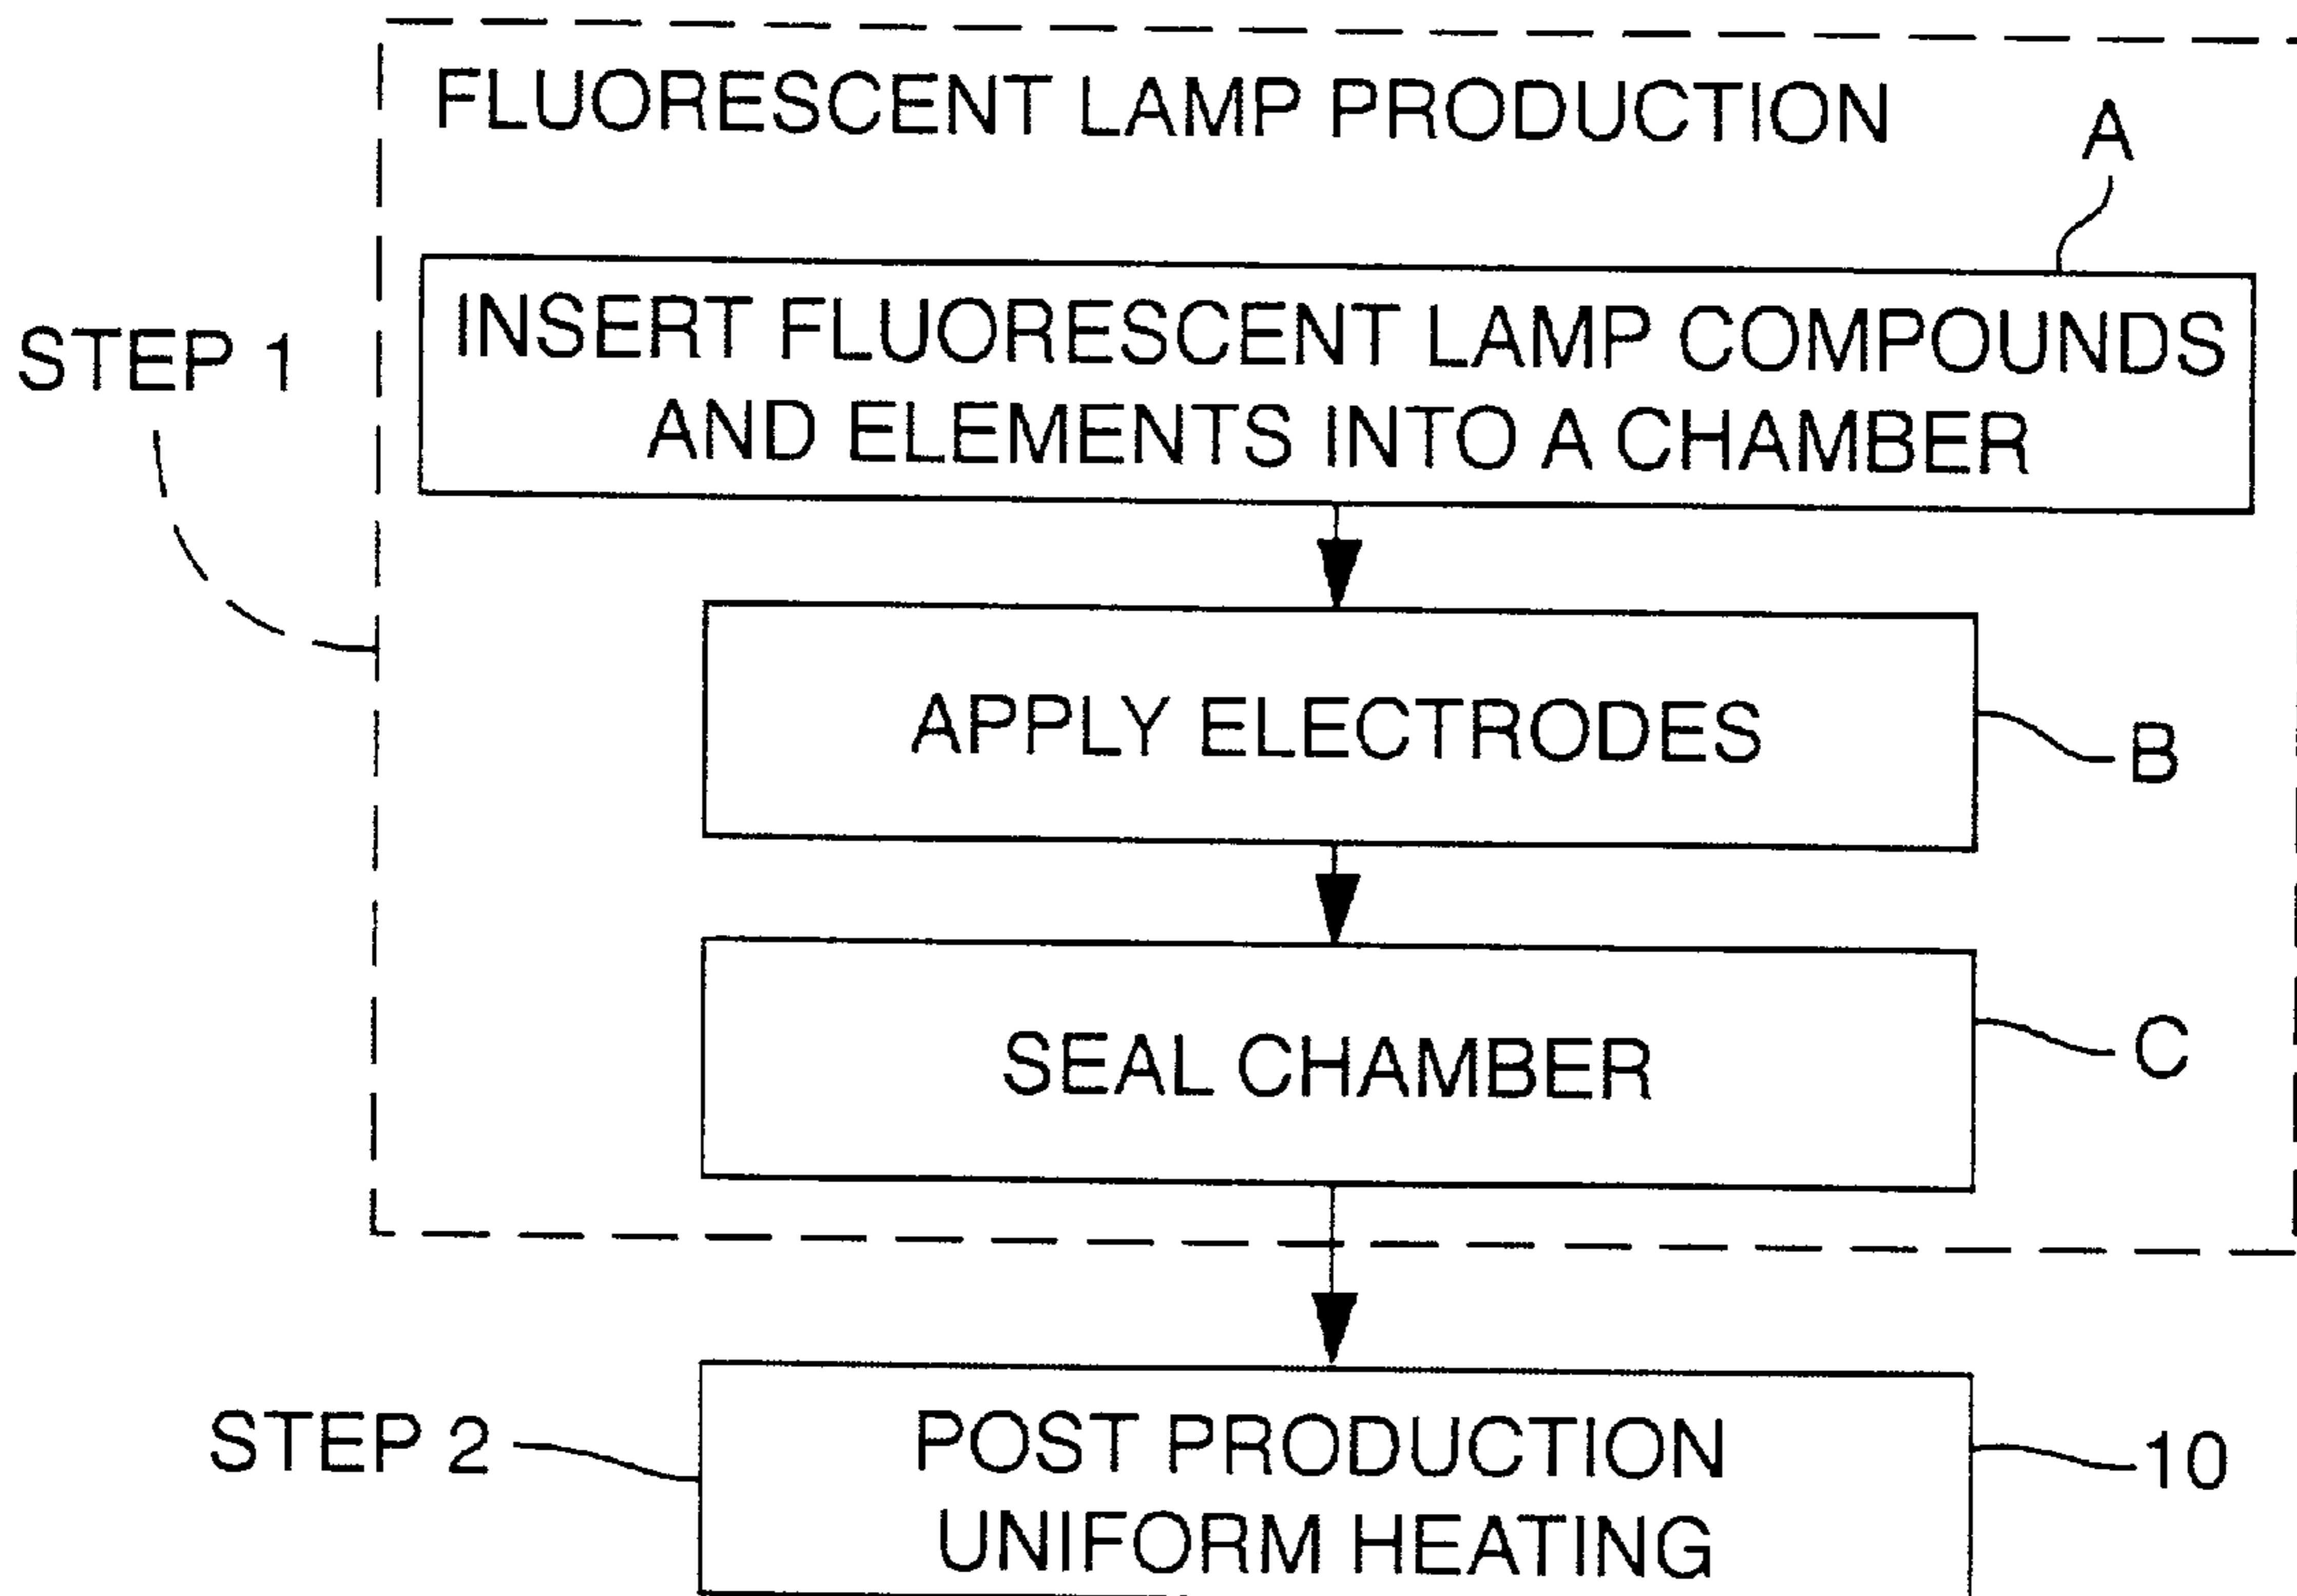 FLUORESCENT LAMP PRODUCTION
A
STEP 1
INSERT FLUORESCENT LAMP COMPOUNDS
AND ELEMENTS INTO A CHAMBER
APPLY ELECTRODES
B
SEAL CHAMBER
C
STEP 2
POST PRODUCTION
UNIFORM HEATING
10